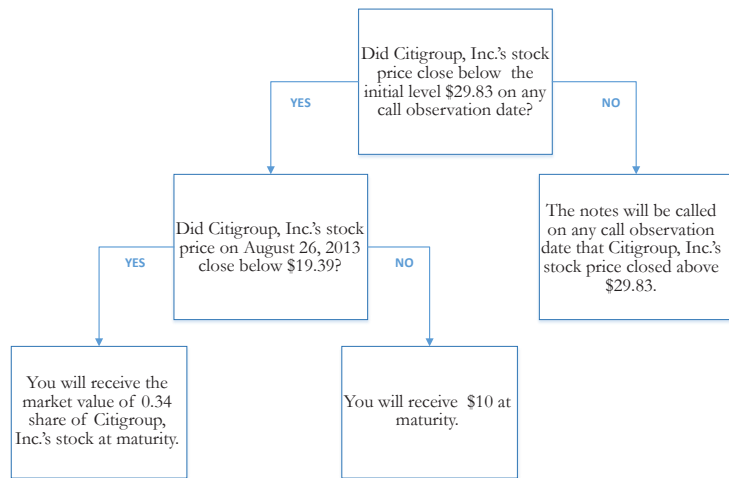 Did Citigroup, Inc.'s stock
price close below the
initial level $29.83 on any
call observation date?
YES
NO
Did Citigroup, Inc.'s stock
price on August 26, 2013
close below $19.39?
The notes will be called
on any call observation
date that Citigroup, Inc.'s
stock price closed above
$29.83.
YES
NO
You will receive the
market value of 0.34
share of Citigroup,
Inc.'s stock at maturity.
You will receive $10 at
maturity.